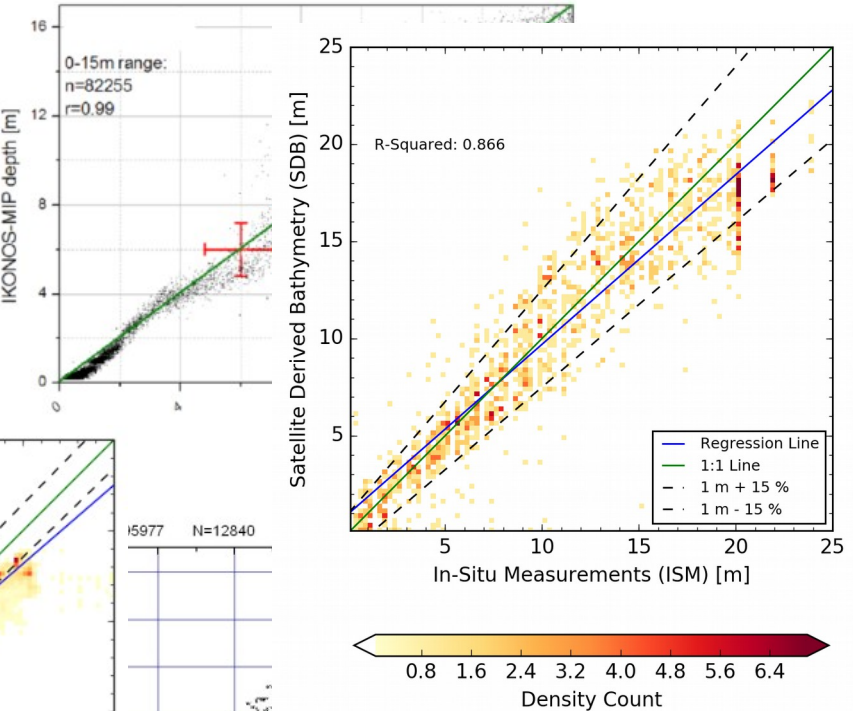 16
12
8
4
0
IKONOS-MIP depth [m]
0-15m range:
n=82255
r=0.99
0
4
25
20
15
10
5
Satellite Derived Bathymetry (SDB) [m]
R-Squared: 0.866
Regression Line
1:1 Line
1 m + 15 %
1 m - 15 %
5 10 15 20 25
In-Situ Measurements (ISM) [m]
0.8 1.6 2.4 3.2 4.0 4.8 5.6 6.4
Density Count
95977 N=12840